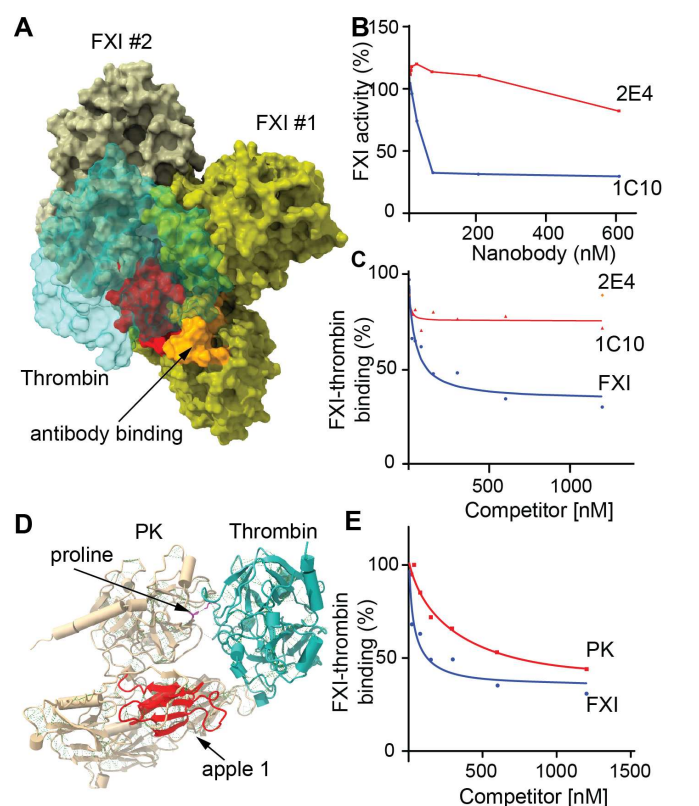 A
FXI #2
FXI #1
Thrombin
antibody binding
B
FXI activity (%)
150
100
50
0
0
200
400
600
Nanobody (nM)
2E4
1C10
C
FXI-thrombin
binding (%)
100
50
0
500
1000
Competitor [nM]
2E4
1C10
FXI
D
PK
Thrombin
proline
apple 1
E
FXI-thrombin
binding (%)
100
50
0
0
500
1000
1500
Competitor [nM]
PK
FXI